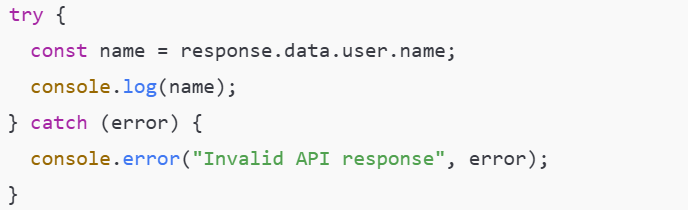 try {
  const name = response.data.user.name;
  console.log(name);
} catch (error) {
  console.error("Invalid API response", error);
}